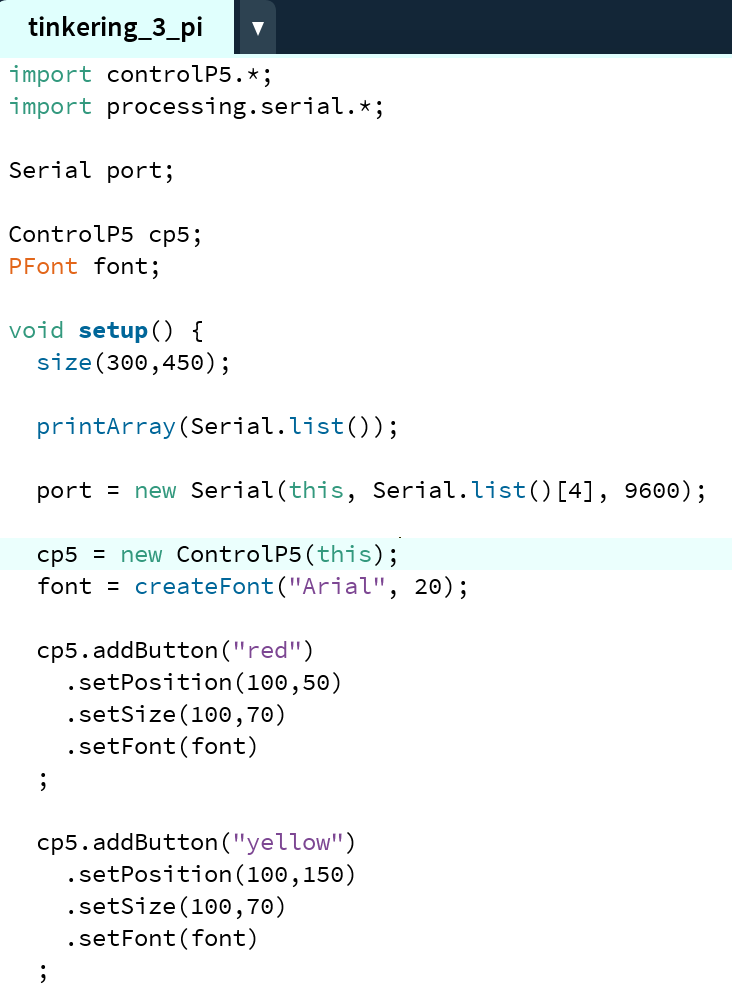 tinkering_3_pi
import controlP5.*;
import processing.serial.*;
Serial port;
ControlP5 cp5;
PFont font;
void setup() {
size(300,450);
printArray(Serial.list());
port = new Serial(this, Serial.list()[4], 9600);
cp5 = new ControlP5(this);
font = createFont("Arial", 20);
cp5.addButton("red")
.setPosition(100,50)
.setSize(100,70)
.setFont(font)
;
cp5.addButton("yellow")
.setPosition(100,150)
.setSize(100,70)
.setFont(font)
;